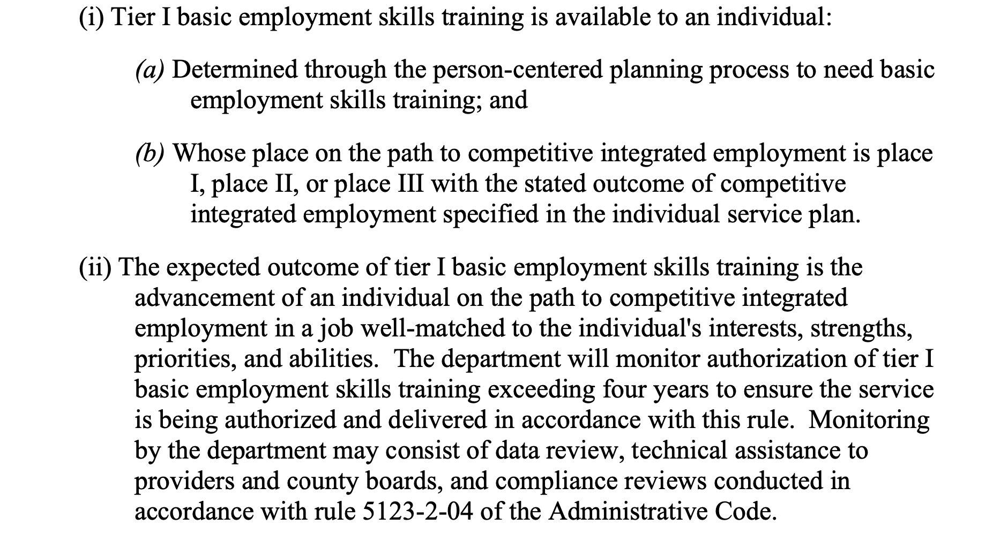 (i) Tier I basic employment skills training is available to an individual:
(a) Determined through the person-centered planning process to need basic
employment skills training; and
(b) Whose place on the path to competitive integrated employment is place
I, place II, or place III with the stated outcome of competitive
integrated employment specified in the individual service plan.
(ii) The expected outcome of tier I basic employment skills training is the
advancement of an individual on the path to competitive integrated
employment in a job well-matched to the individual's interests, strengths,
priorities, and abilities.  The department will monitor authorization of tier I
basic employment skills training exceeding four years to ensure the service
is being authorized and delivered in accordance with this rule.  Monitoring
by the department may consist of data review, technical assistance to
providers and county boards, and compliance reviews conducted in
accordance with rule 5123-2-04 of the Administrative Code.